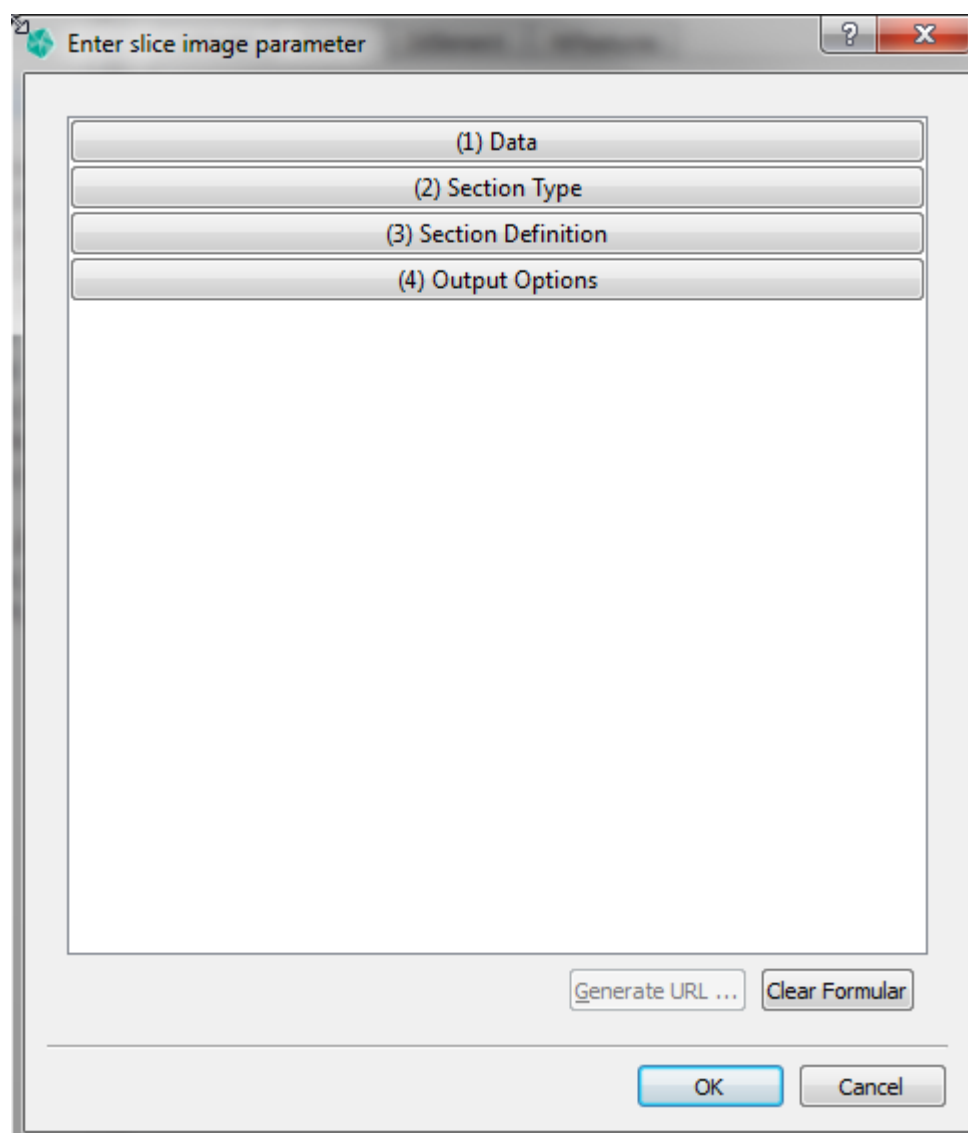 Enter slice image parameter
(1) Data
(2) Section Type
(3) Section Definition
(4) Output Options
Generate URL ... Clear Formular
OK Cancel